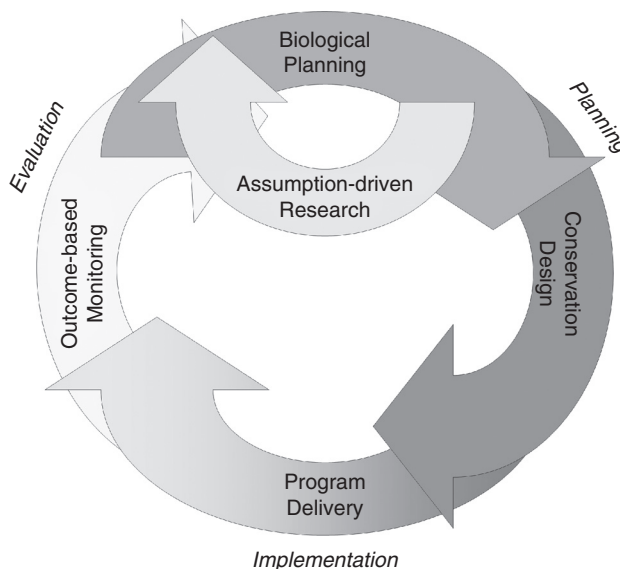 Biological
Planning
Planning
Evaluation
Assumption-driven
Research
Conservation
Design
Outcome-based
Monitoring
Program
Delivery
Implementation